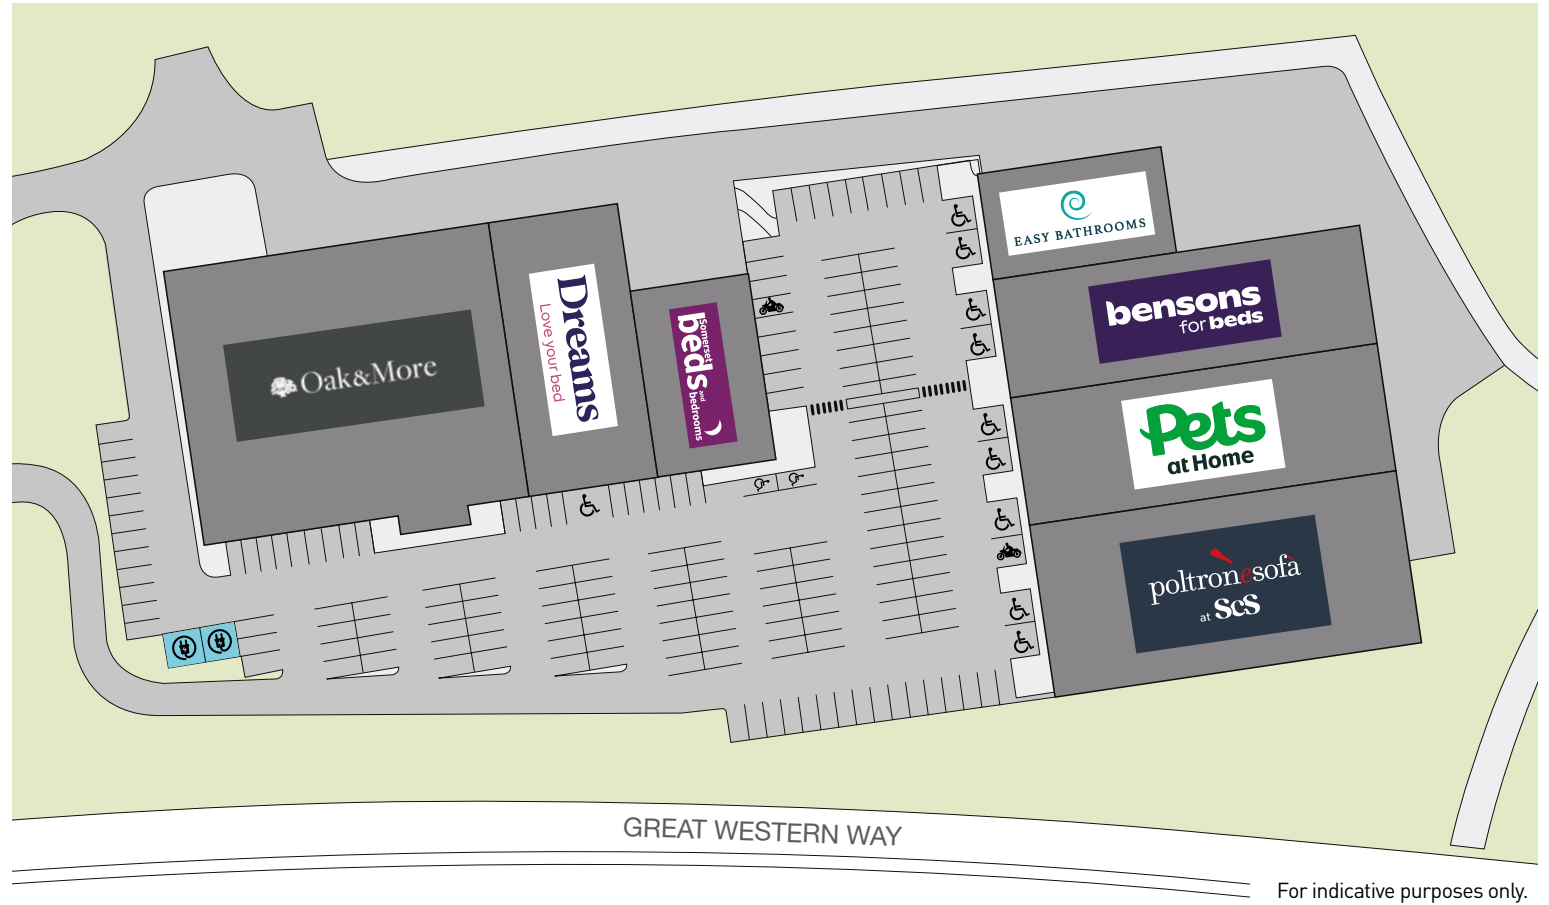 EASY BATHROOMS
bensons
for beds
Dreams
Love your bed
Somerset
beds and
bedrooms
Oak&More
Pets
at Home
poltronesofà
at ScS
GREAT WESTERN WAY
For indicative purposes only.